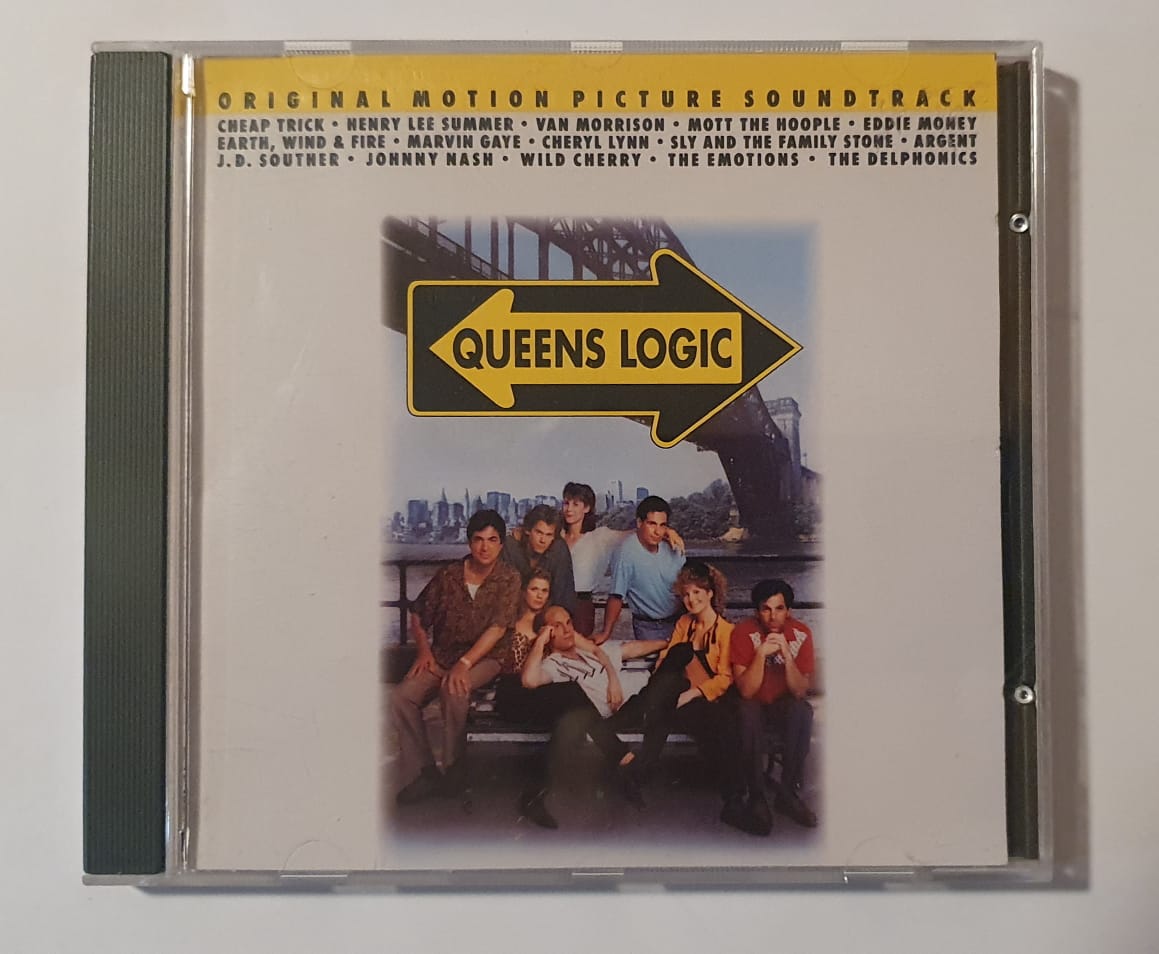 ORIGINAL MOTION PICTURE SOUNDTRACK
CHEAP TRICK • HENRY LEE SUMMER • VAN MORRISON • MOTT THE HOOPLE • EDDIE MONEY
EARTH, WIND & FIRE • MARVIN GAYE • CHERYL LYNN • SLY AND THE FAMILY STONE • ARGENT
J.D. SOUTHER • JOHNNY NASH • WILD CHERRY • THE EMOTIONS • THE DELPHONICS
QUEENS LOGIC